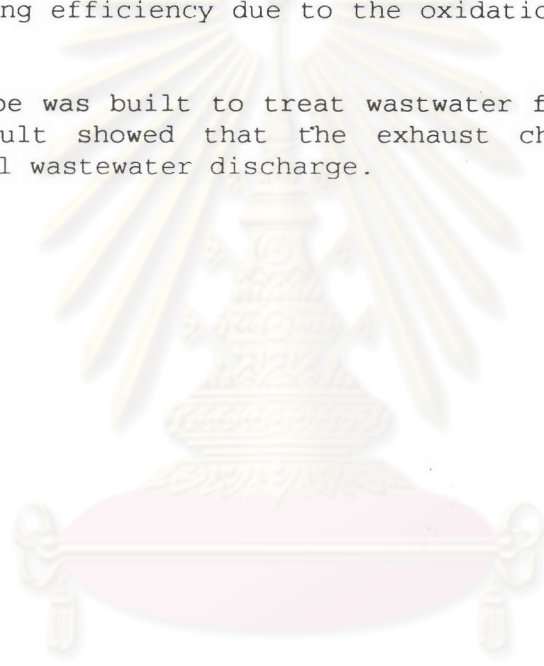 ng efficiency due to the oxidatio
pe was built to treat wastwater f
ult showed that the exhaust ch
l wastewater discharge.